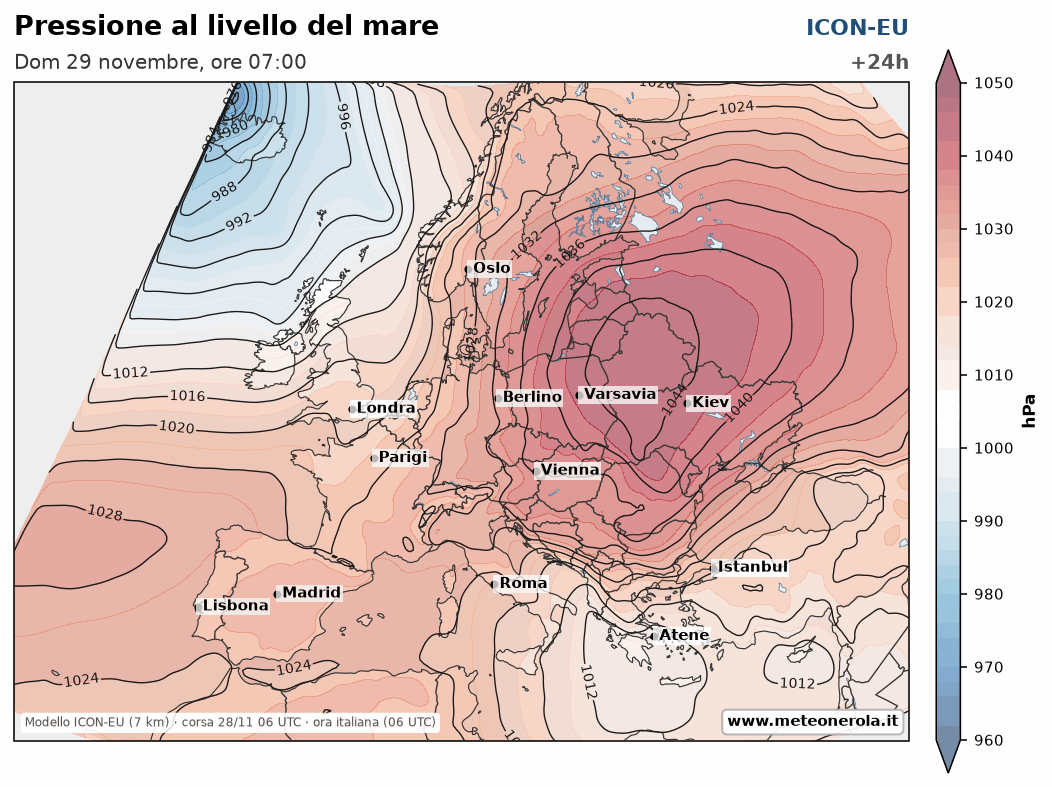 Pressione al livello del mare
ICON-EU
Dom 29 novembre, ore 07:00
+24h
980
996
1024
988
992
1032
1036
Oslo
1028
1012
1016
1020
Londra
Berlino
Varsavia
Kiev
1044
1040
Parigi
Vienna
1028
Istanbul
Roma
Madrid
Lisbona
Atene
1024
1024
1012
1012
Modello ICON-EU (7 km) · corsa 28/11 06 UTC · ora italiana (06 UTC)
www.meteonerola.it
1050
1040
1030
1020
1010
1000
990
980
970
960
hPa